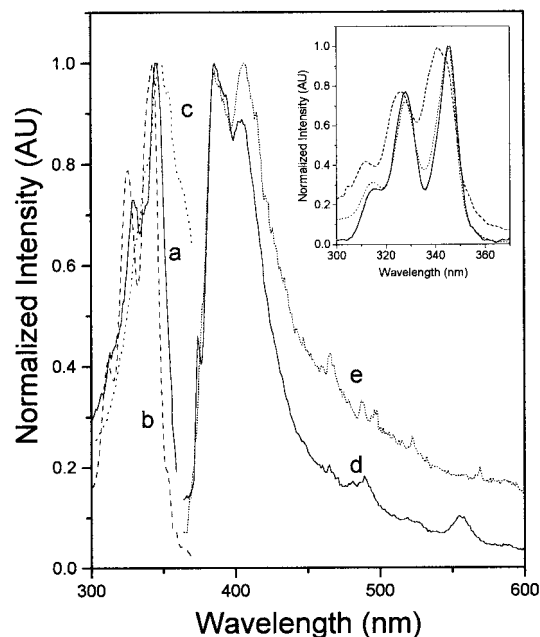 Normalized Intensity (AU)
1.0
0.8
0.6
0.4
0.2
0.0
300
400
500
600
Wavelength (nm)
c
a
b
e
d
Normalized Intensity (AU)
1.0
0.8
0.6
0.4
0.2
0.0
300
320
340
360
Wavelength (nm)